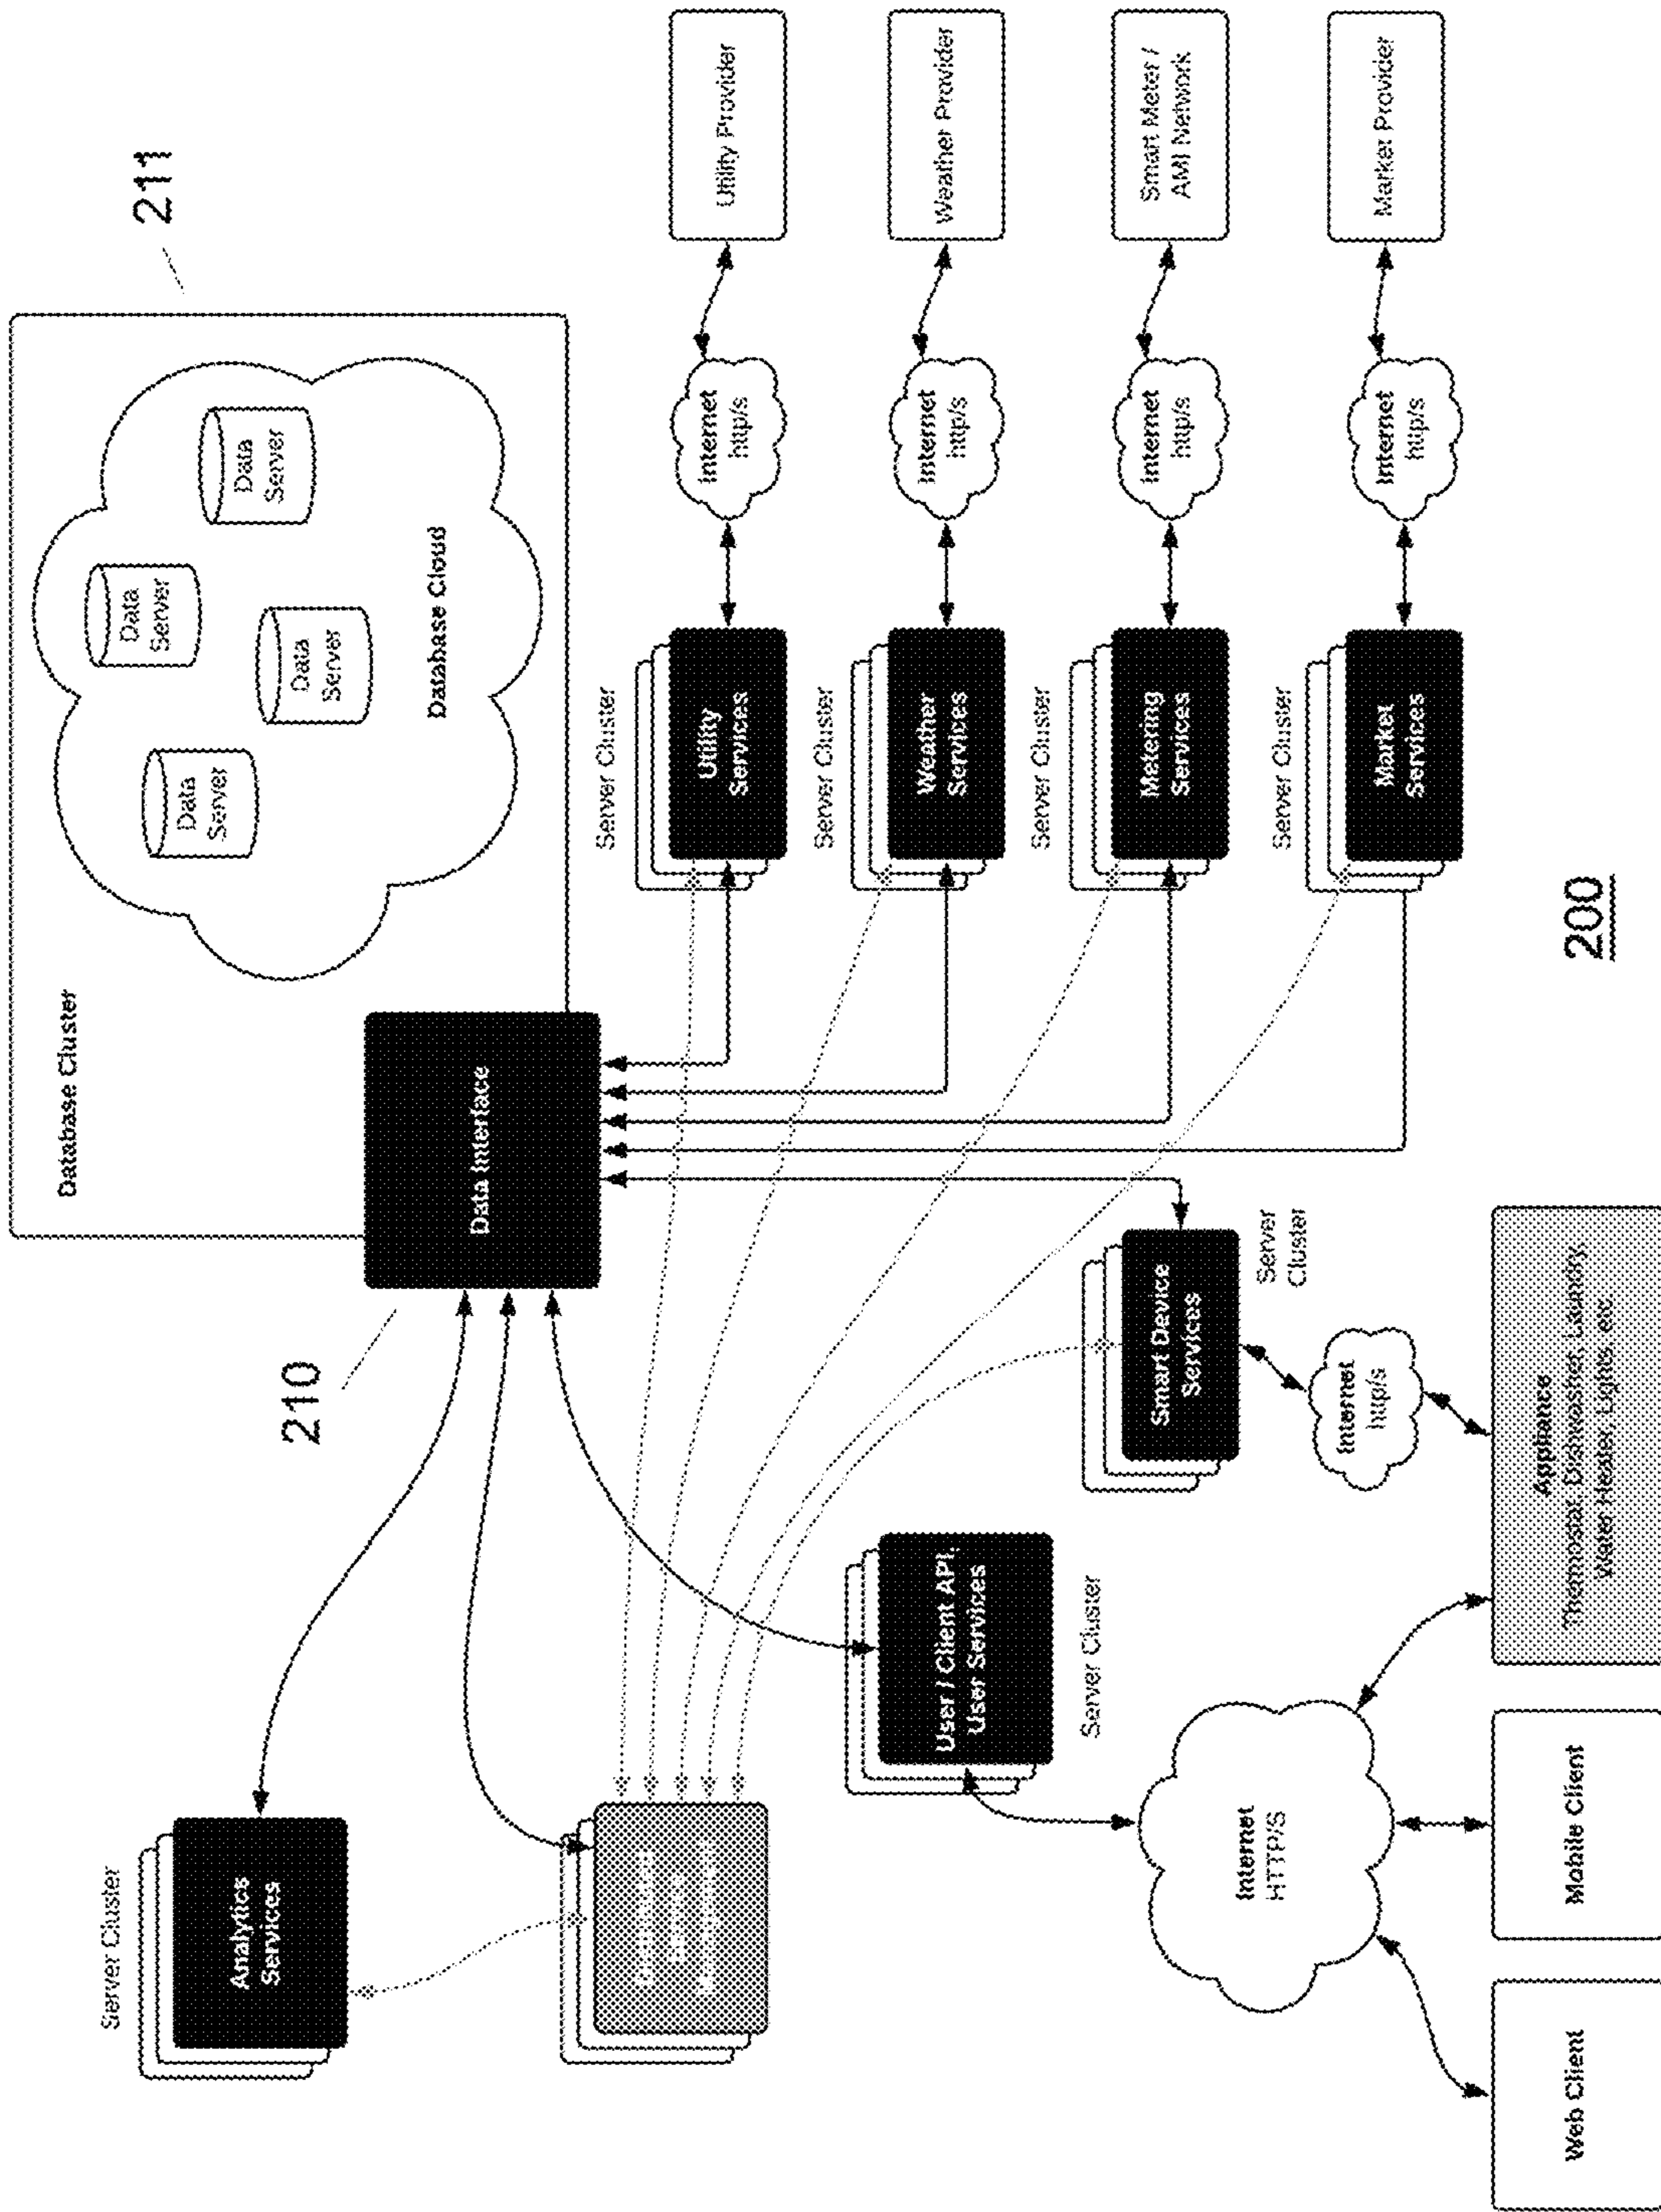 211
Database Cluster
Data
Server
Data
Server
Data
Server
Data
Server
Database Cloud
210
Data Interface
Server Cluster
Analytics
Services
Server Cluster
Utility
Services
Internet
http/s
Utility Provider
Server Cluster
Weather
Services
Internet
http/s
Weather Provider
Server Cluster
Metering
Services
Internet
http/s
Smart Meter /
AMI Network
Server Cluster
Market
Services
Internet
http/s
Market Provider
User / Client API,
User Services
Server Cluster
Smart Device
Services
Server
Cluster
Internet
http/s
Internet
HTTP/S
Web Client
Mobile Client
Appliance
Thermostat, Dishwasher, Laundry,
Water Heater, Lights, etc
200